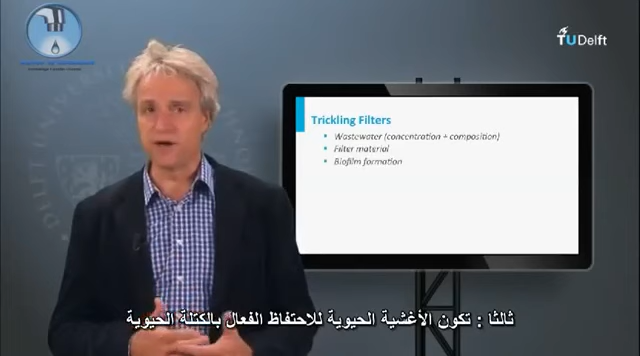 TU Delft
Trickling Filters
Wastewater (concentration + composition)
Filter material
Biofilm formation
ثالثا : تكون الأغشية الحيوية للاحتفاظ الفعال بالكتلة الحيوية